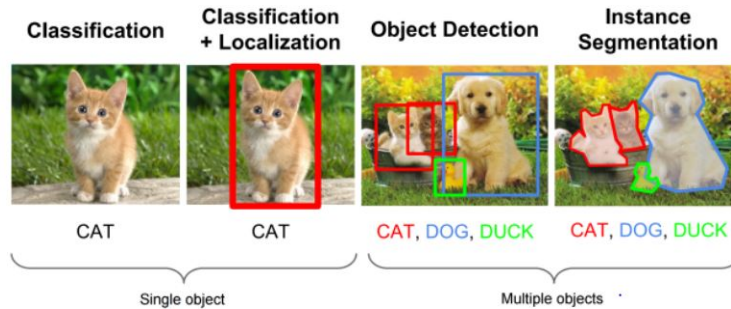 Classification
Classification
+ Localization
Object Detection
Instance
Segmentation
CAT
CAT
CAT, DOG, DUCK
CAT, DOG, DUCK
Single object
Multiple objects